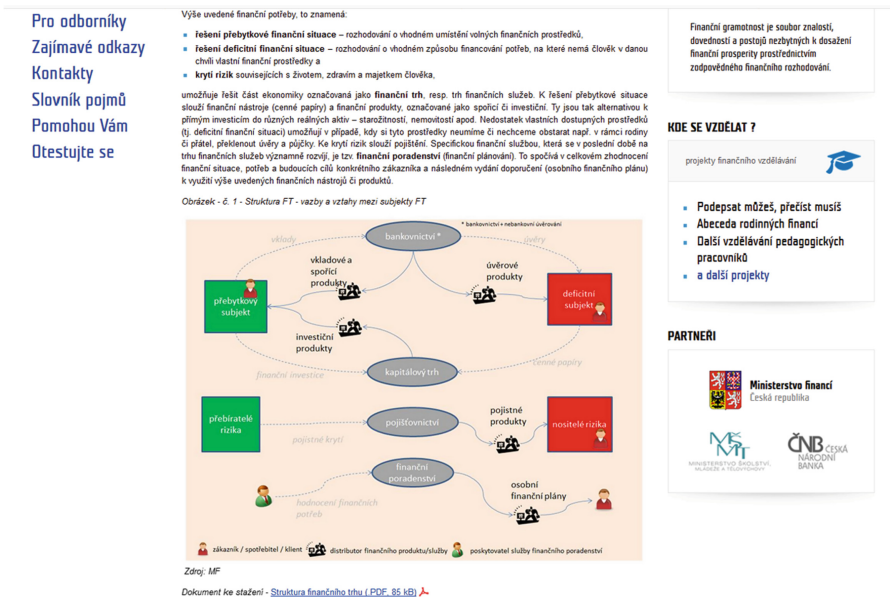 Pro odborníky
Zajímavé odkazy
Kontakty
Slovník pojmů
Pomohou Vám
Otestujte se
Výše uvedené finanční potřeby, to znamená:
řešení přebytkové finanční situace – rozhodování o vhodném umístění volných finančních prostředků,
řešení deficitní finanční situace – rozhodování o vhodném způsobu financování potřeb, na které nemá člověk v danou
chvíli vlastní finanční prostředky a
krytí rizik souvisejících s životem, zdravím a majetkem člověka,
umožňuje řešit část ekonomiky označovaná jako finanční trh, resp. trh finančních služeb. K řešení přebytkové situace
slouží finanční nástroje (cenné papíry) a finanční produkty, označované jako spořicí či investiční. Ty jsou tak alternativou k
přímým investicím do různých reálných aktiv – starožitností, nemovitostí apod. Nedostatek vlastních dostupných prostředků
(tj. deficitní finanční situaci) umožňují v případě, kdy si tyto prostředky neumíme či nechceme obstarat např. v rámci rodiny
či přátel, překlenout úvěry a půjčky. Ke krytí rizik slouží pojištění. Specifickou finanční službou, která se v poslední době na
trhu finančních služeb významně rozvíjí, je tzv. finanční poradenství (finanční plánování). To spočívá v celkovém zhodnocení
finanční situace, potřeb a budoucích cílů konkrétního zákazníka a následném vydání doporučení (osobního finančního plánu)
k využití výše uvedených finančních nástrojů či produktů.
Obrázek - č. 1 - Struktura FT - vazby a vztahy mezi subjekty FT
* bankovnictví + nebankovní úvěrování
vklady
bankovnictví *
úvěry
vkladové a
spořící
produkty
úvěrové
produkty
přebytkový
subjekt
deficitní
subjekt
investiční
produkty
finanční investice
kapitálový trh
cenné papíry
přebíratelé
rizika
pojistné krytí
pojišťovnictví
pojistné
produkty
nositelé rizika
finanční
poradenství
hodnocení finančních
potřeb
osobní
finanční plány
zákazník / spotřebitel / klient
distributor finančního produktu/služby
poskytovatel služby finančního poradenství
Zdroj: MF
Dokument ke stažení - Struktura finančního trhu (.PDF, 85 kB)
Finanční gramotnost je soubor znalostí,
dovedností a postojů nezbytných k dosažení
finanční prosperity prostřednictvím
zodpovědného finančního rozhodování.
KDE SE VZDĚLAT ?
projekty finančního vzdělávání
Podepsat můžeš, přečíst musíš
Abeceda rodinných financí
Další vzdělávání pedagogických
pracovníků
a další projekty
PARTNEŘI
Ministerstvo financí
Česká republika
MŠMT
MINISTERSTVO ŠKOLSTVÍ,
MLÁDEŽE A TĚLOVÝCHOVY
ČNB ČESKÁ
NÁRODNÍ
BANKA